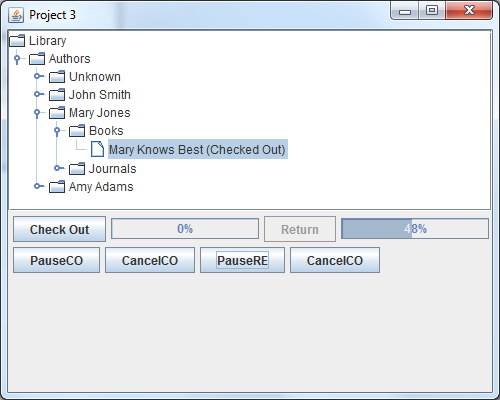 Project 3
Library
Authors
Unknown
John Smith
Mary Jones
Books
Mary Knows Best (Checked Out)
Journals
Amy Adams
Check Out 0% Return 48%
PauseCO CancelCO PauseRE CancelCO